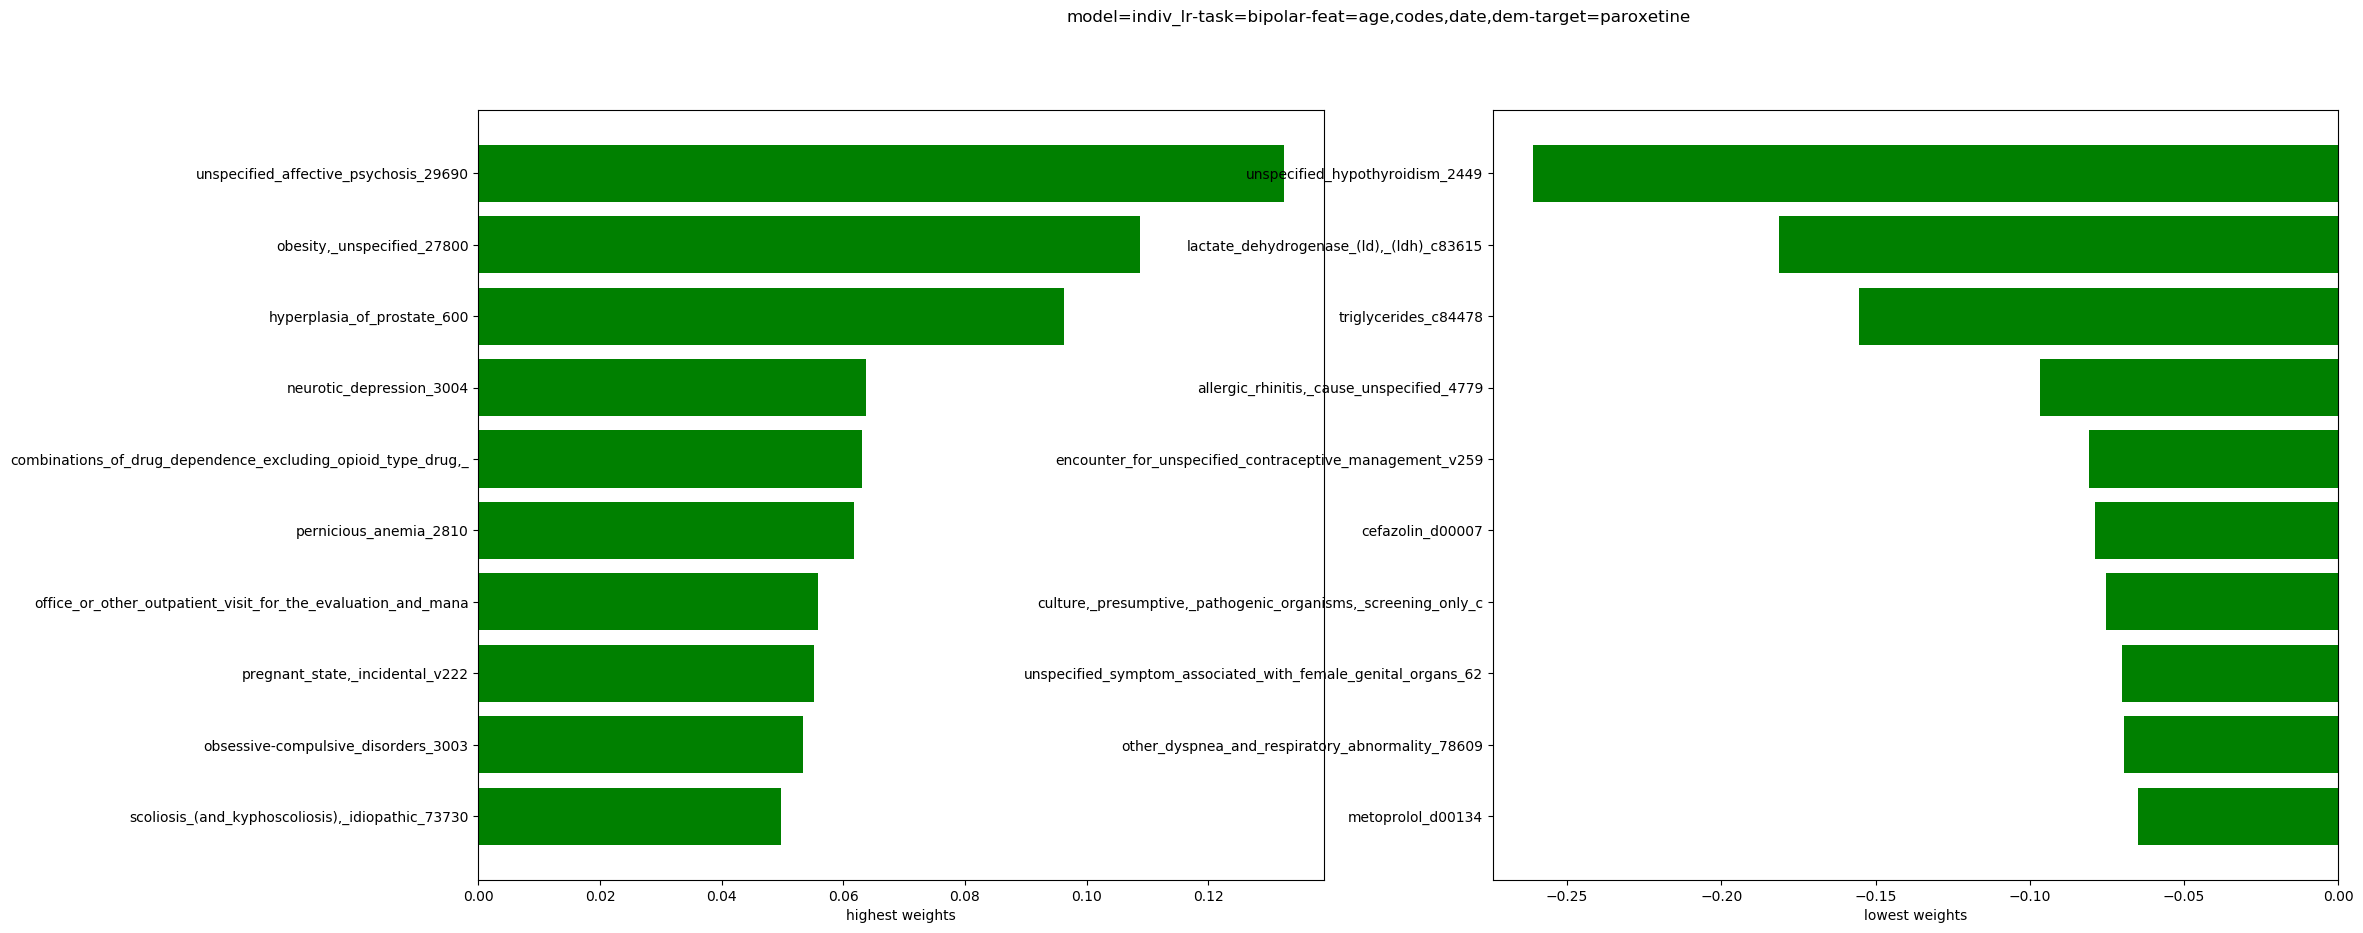 model=indiv_lr-task=bipolar-feat=age,codes,date,dem-target=paroxetine
unspecified_affective_psychosis_29690
obesity,_unspecified_27800
hyperplasia_of_prostate_600
neurotic_depression_3004
combinations_of_drug_dependence_excluding_opioid_type_drug,_
pernicious_anemia_2810
office_or_other_outpatient_visit_for_the_evaluation_and_mana
pregnant_state,_incidental_v222
obsessive-compulsive_disorders_3003
scoliosis_(and_kyphoscoliosis),_idiopathic_73730
0.00 0.02 0.04 0.06 0.08 0.10 0.12
highest weights
unspecified_hypothyroidism_2449
lactate_dehydrogenase_(ld),_(ldh)_c83615
triglycerides_c84478
allergic_rhinitis,_cause_unspecified_4779
encounter_for_unspecified_contraceptive_management_v259
cefazolin_d00007
culture,_presumptive,_pathogenic_organisms,_screening_only_c
unspecified_symptom_associated_with_female_genital_organs_62
other_dyspnea_and_respiratory_abnormality_78609
metoprolol_d00134
−0.25 −0.20 −0.15 −0.10 −0.05 0.00
lowest weights